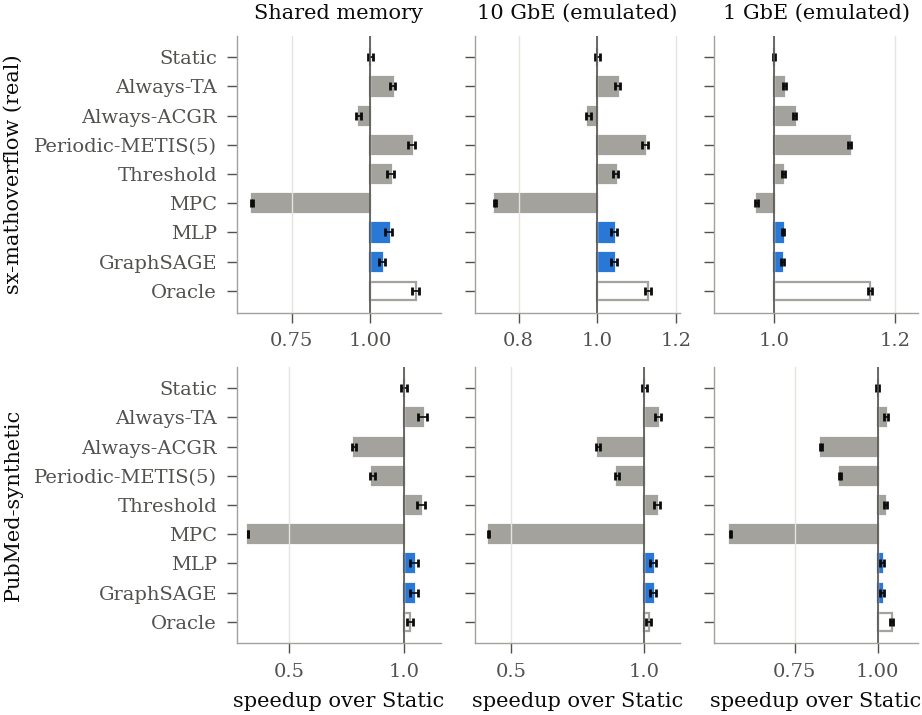 Shared memory
10 GbE (emulated)
1 GbE (emulated)
sx-mathoverflow (real)
Static
Always-TA
Always-ACGR
Periodic-METIS(5)
Threshold
MPC
MLP
GraphSAGE
Oracle
0.75 1.00
0.8 1.0 1.2
1.0 1.2
PubMed-synthetic
Static
Always-TA
Always-ACGR
Periodic-METIS(5)
Threshold
MPC
MLP
GraphSAGE
Oracle
0.5 1.0
0.5 1.0
0.75 1.00
speedup over Static
speedup over Static
speedup over Static